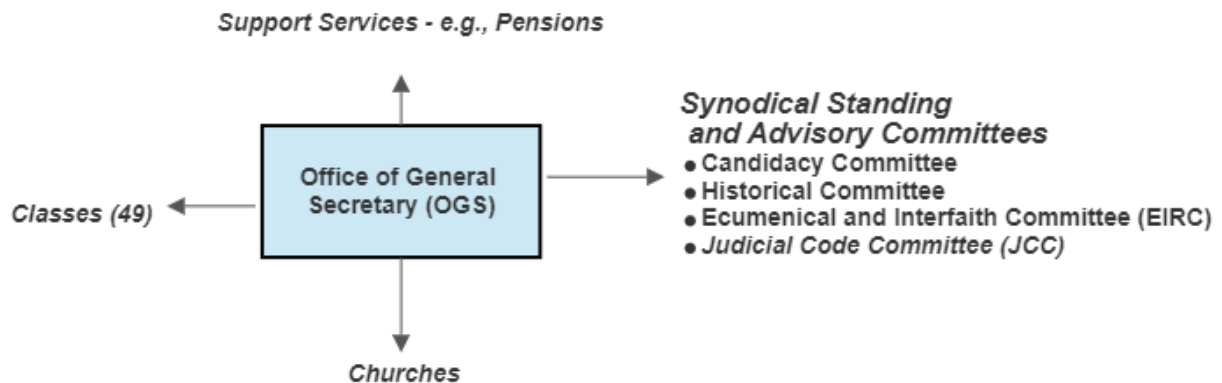 Support Services - e.g., Pensions
Synodical Standing
and Advisory Committees
● Candidacy Committee
● Historical Committee
● Ecumenical and Interfaith Committee (EIRC)
● Judicial Code Committee (JCC)
Office of General
Secretary (OGS)
Classes (49)
Churches